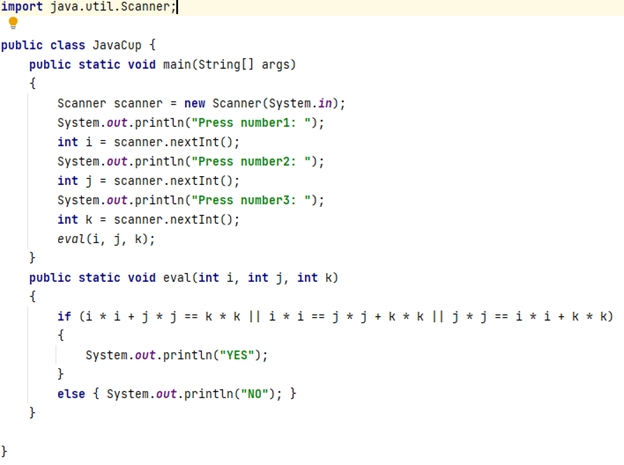 import java.util.Scanner;
public class JavaCup {
    public static void main(String[] args)
    {
        Scanner scanner = new Scanner(System.in);
        System.out.println("Press number1: ");
        int i = scanner.nextInt();
        System.out.println("Press number2: ");
        int j = scanner.nextInt();
        System.out.println("Press number3: ");
        int k = scanner.nextInt();
        eval(i, j, k);
    }
    public static void eval(int i, int j, int k)
    {
        if (i * i + j * j == k * k || i * i == j * j + k * k || j * j == i * i + k * k)
        {
            System.out.println("YES");
        }
        else { System.out.println("NO"); }
    }
}